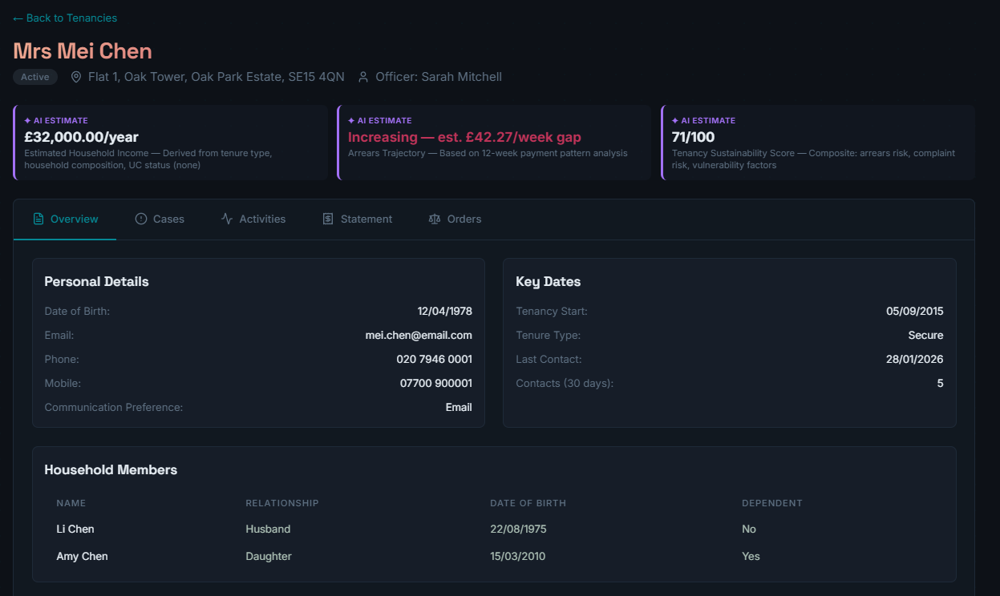 ← Back to Tenancies
Mrs Mei Chen
Active Flat 1, Oak Tower, Oak Park Estate, SE15 4QN Officer: Sarah Mitchell
AI ESTIMATE
£32,000.00/year
Estimated Household Income — Derived from tenure type,
household composition, UC status (none)
AI ESTIMATE
Increasing — est. £42.27/week gap
Arrears Trajectory — Based on 12-week payment pattern analysis
AI ESTIMATE
71/100
Tenancy Sustainability Score — Composite: arrears risk, complaint
risk, vulnerability factors
Overview Cases Activities Statement Orders
Personal Details
Date of Birth: 12/04/1978
Email: mei.chen@email.com
Phone: 020 7946 0001
Mobile: 07700 900001
Communication Preference: Email
Key Dates
Tenancy Start: 05/09/2015
Tenure Type: Secure
Last Contact: 28/01/2026
Contacts (30 days): 5
Household Members
NAME RELATIONSHIP DATE OF BIRTH DEPENDENT
Li Chen Husband 22/08/1975 No
Amy Chen Daughter 15/03/2010 Yes